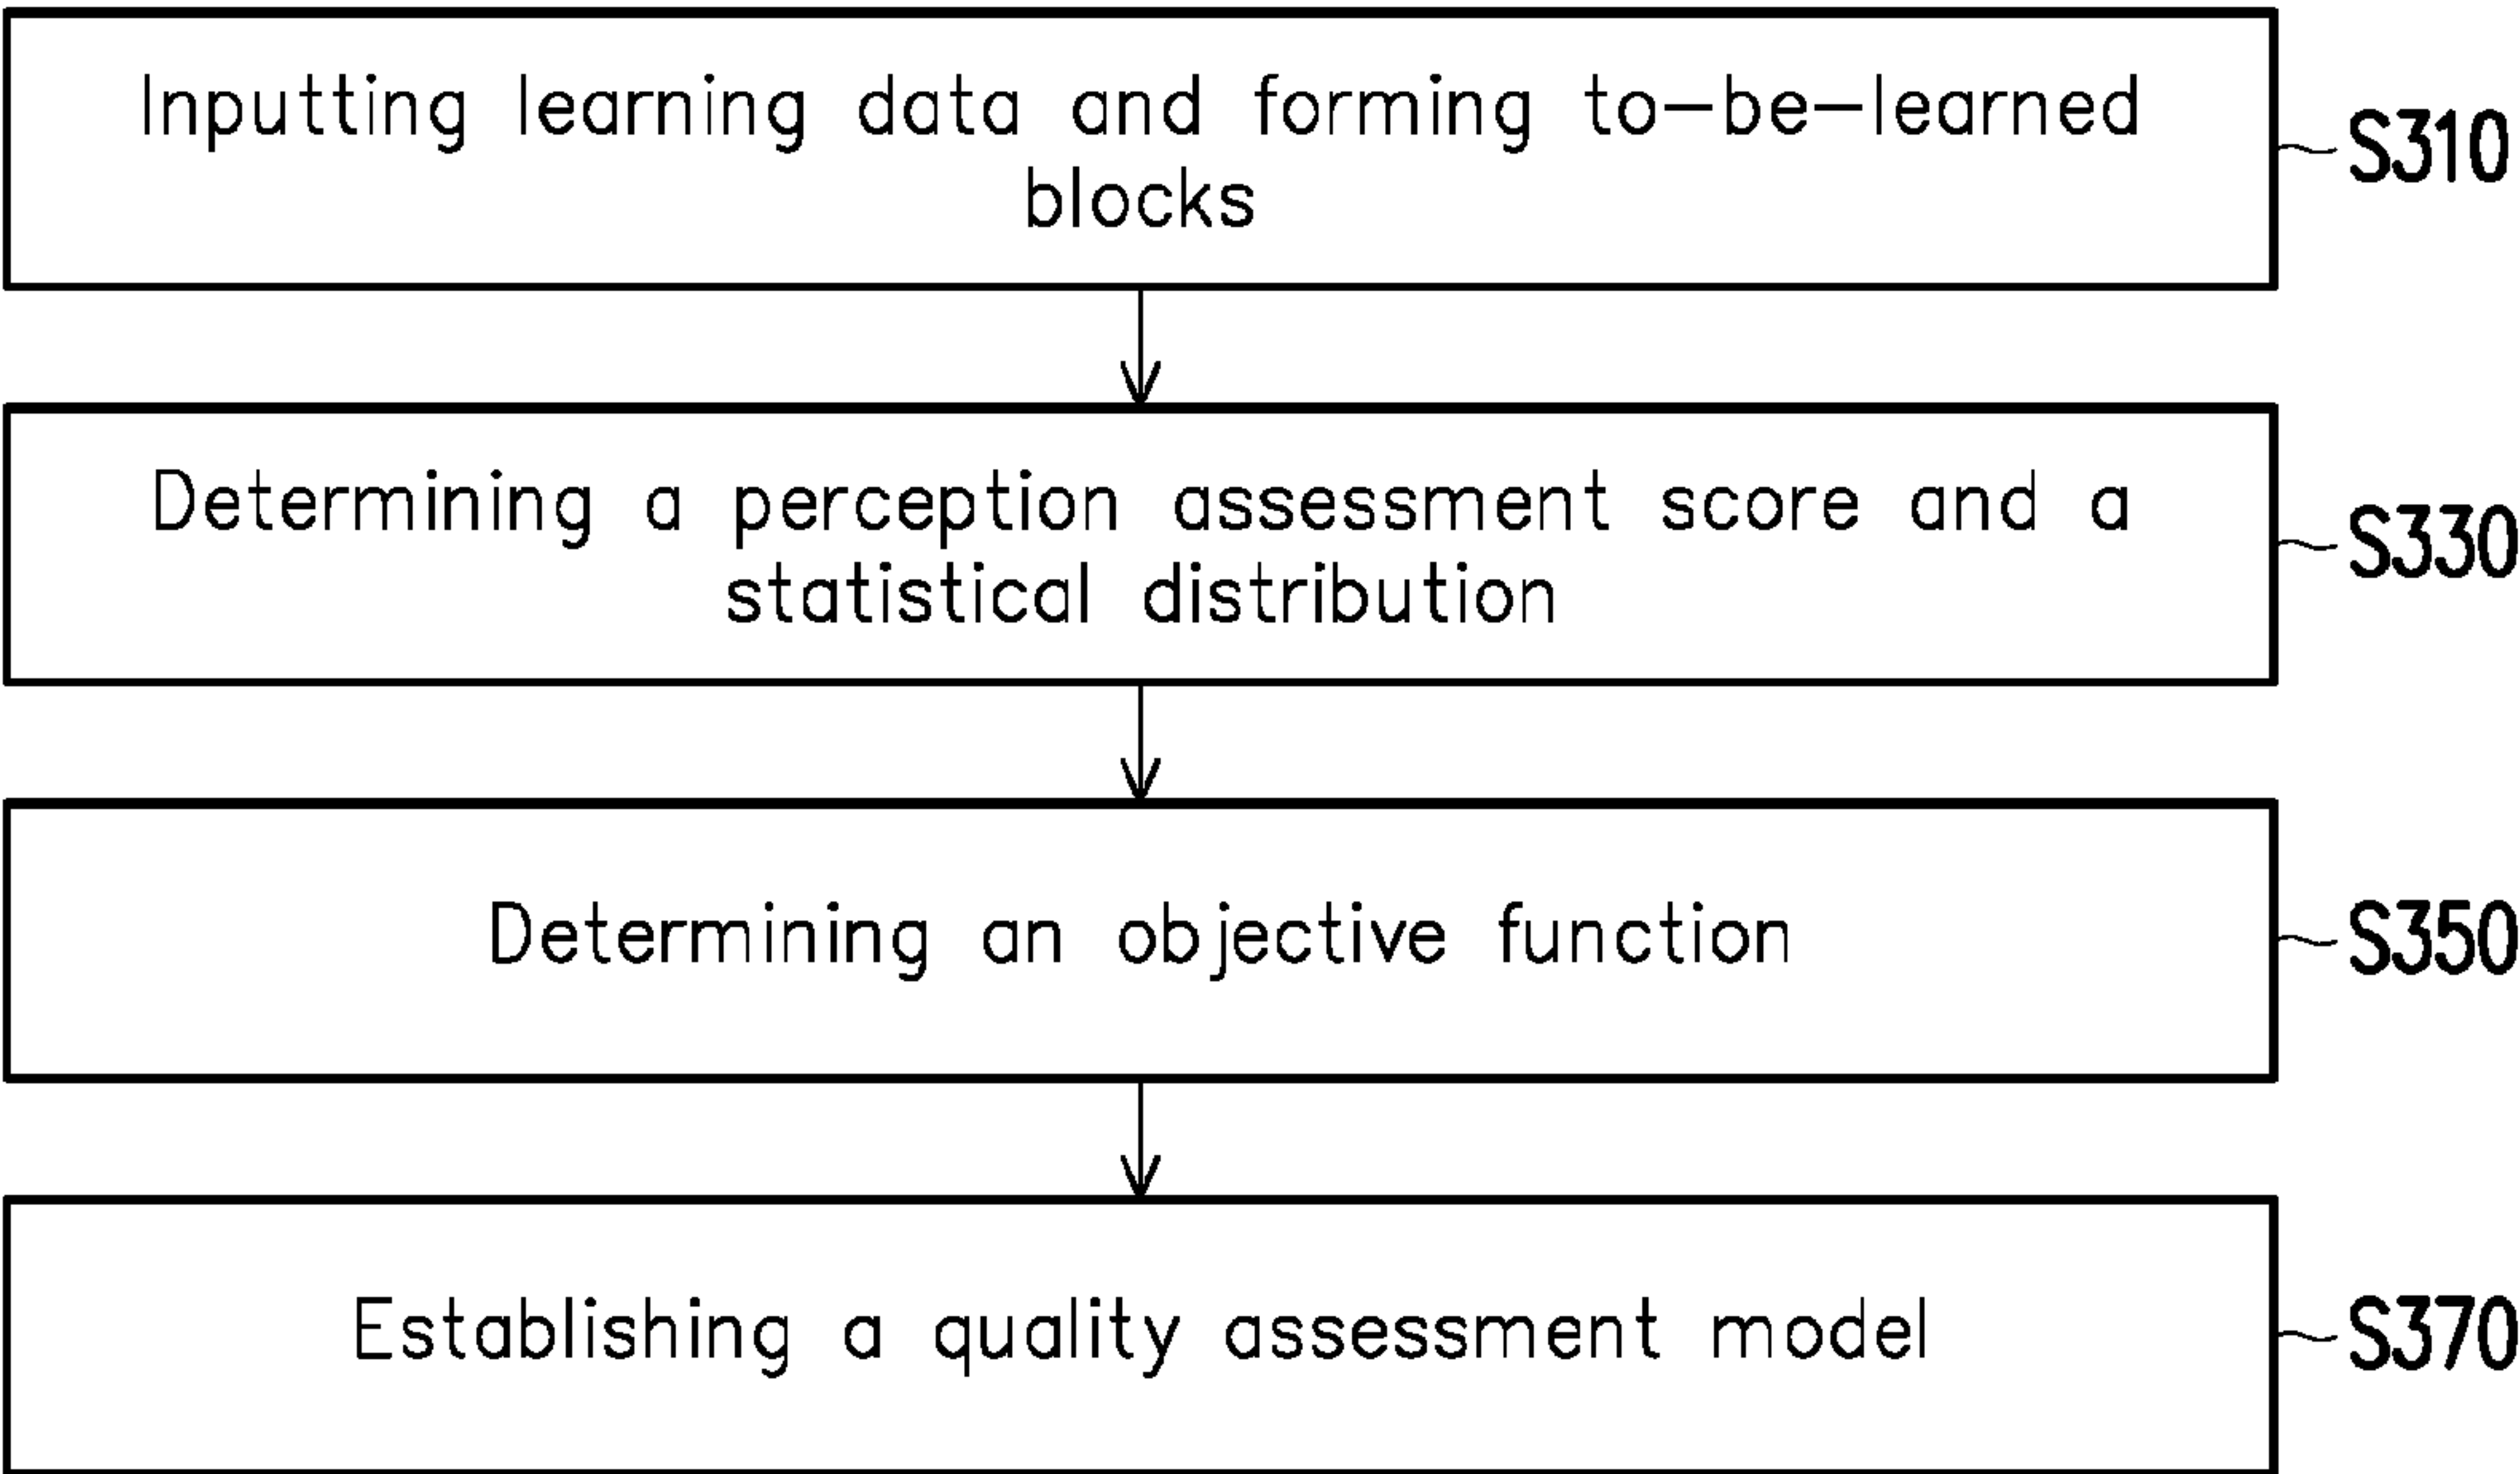 Inputting learning data and forming to-be-learned
blocks
S310
Determining a perception assessment score and a
statistical distribution
S330
Determining an objective function
S350
Establishing a quality assessment model
S370